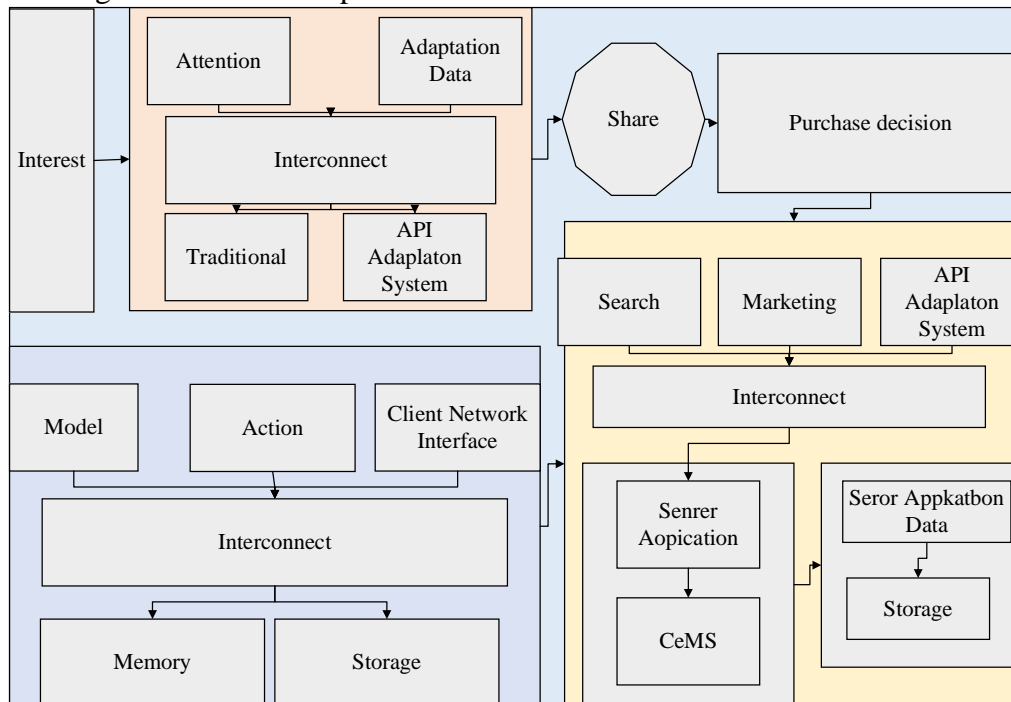 Attention
Adaptation
Data
Share
Purchase decision
Interest
Interconnect
Traditional
API
Adaplaton
System
Search
Marketing
API
Adaplaton
System
Interconnect
Model
Action
Client Network
Interface
Interconnect
Memory
Storage
Senrer
Aopication
CeMS
Seror Appkatbon
Data
Storage